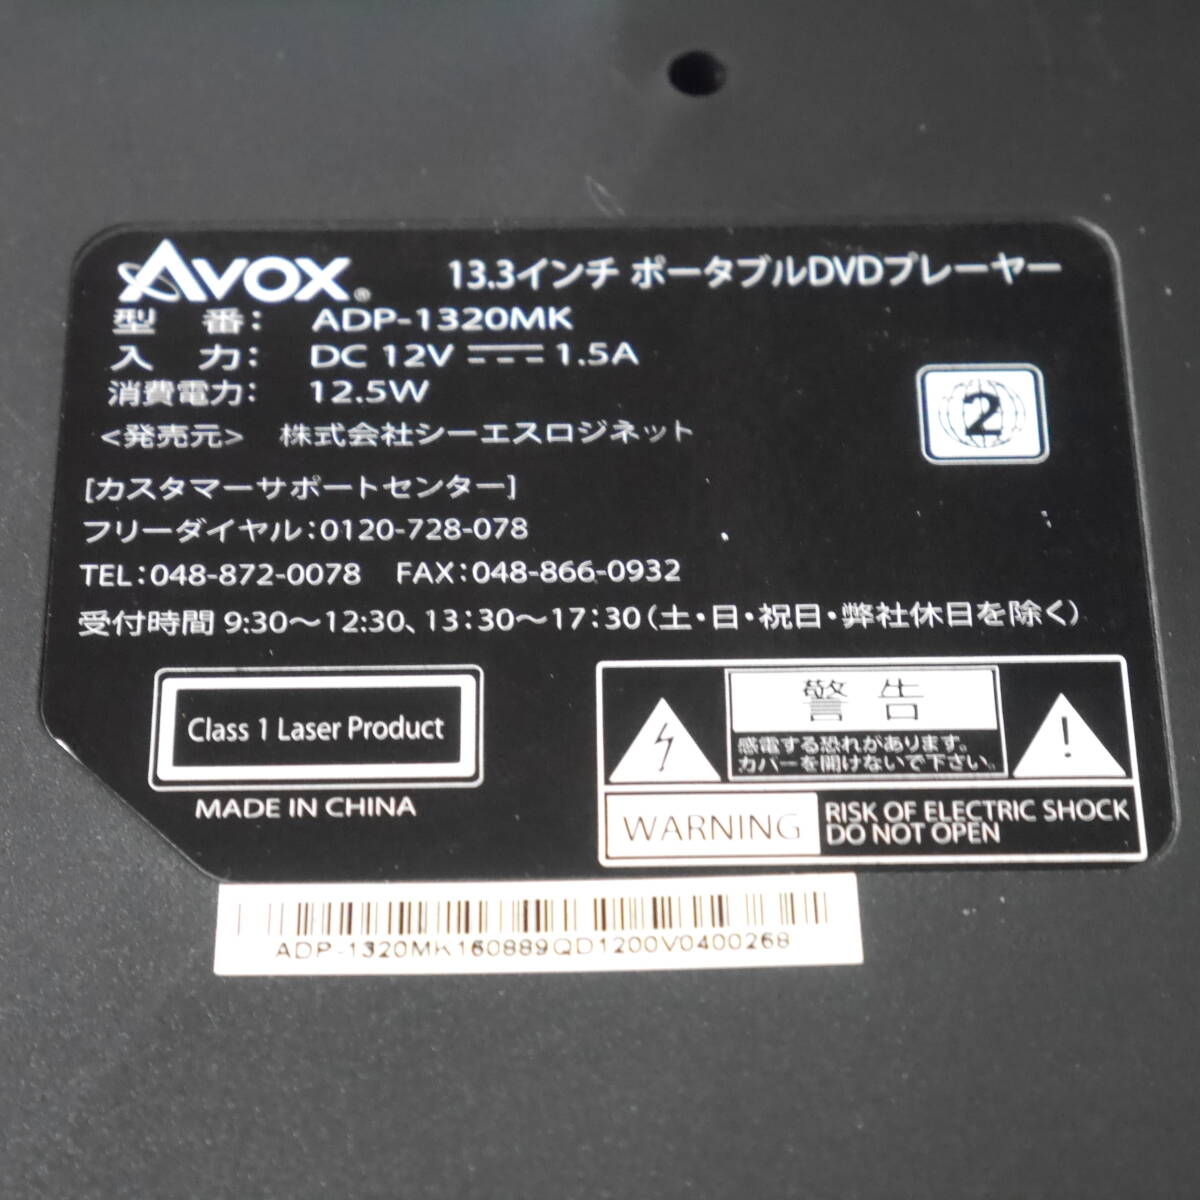 AVOX® 13.3インチ ポータブルDVDプレーヤー
型 番: ADP-1320MK
入 力: DC 12V ⎓ 1.5A
消費電力: 12.5W
<発売元> 株式会社シーエスロジネット
2
[カスタマーサポートセンター]
フリーダイヤル:0120-728-078
TEL:048-872-0078 FAX:048-866-0932
受付時間 9:30～12:30、13:30～17:30(土・日・祝日・弊社休日を除く)
Class 1 Laser Product
MADE IN CHINA
警 告
感電する恐れがあります。
カバーを開けないで下さい。
!
WARNING
RISK OF ELECTRIC SHOCK
DO NOT OPEN
ADP-1320MK160889QD1200V0400268